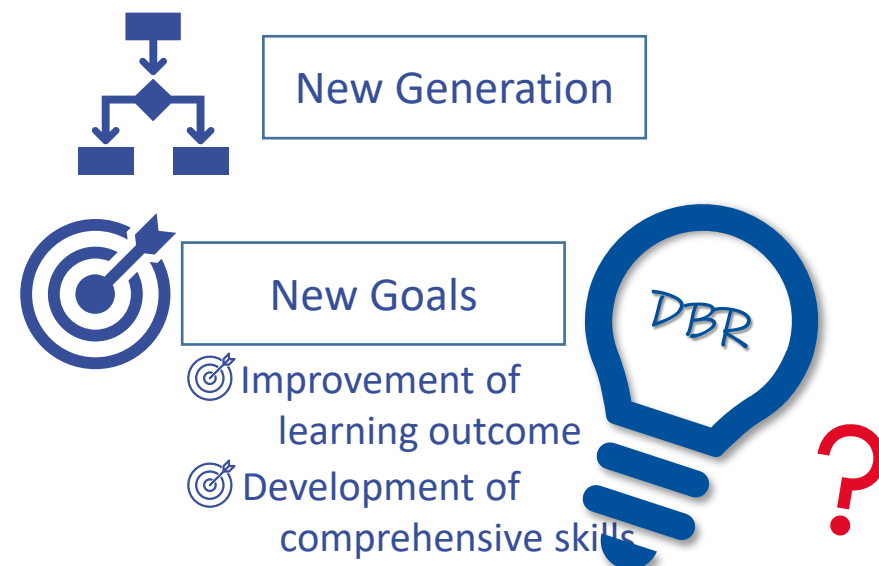 New Generation
New Goals
DBR
Improvement of
learning outcome
Development of
comprehensive skills
?